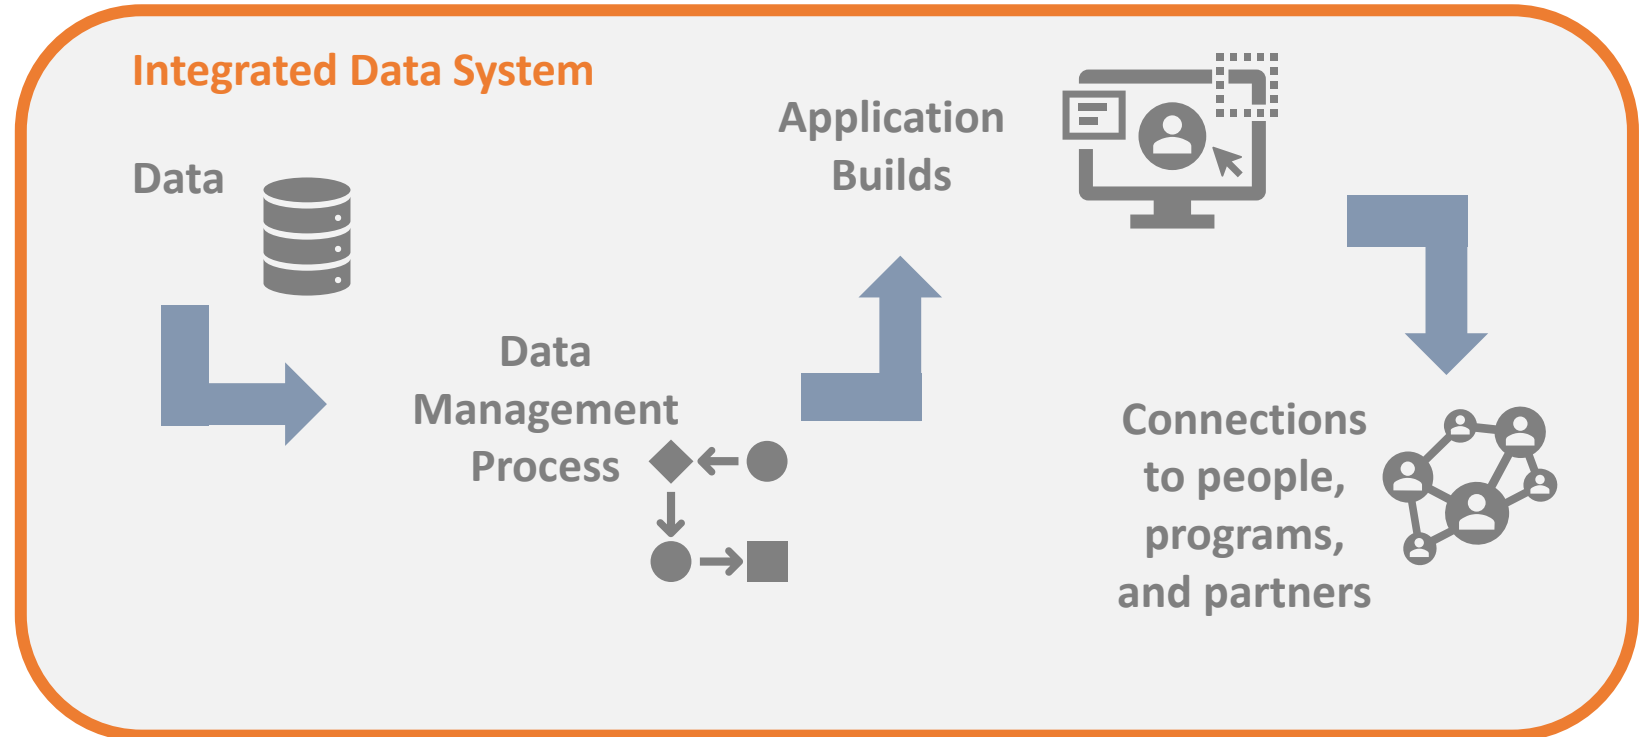 Integrated Data System
Data
Data
Management
Process
Application
Builds
Connections
to people,
programs,
and partners